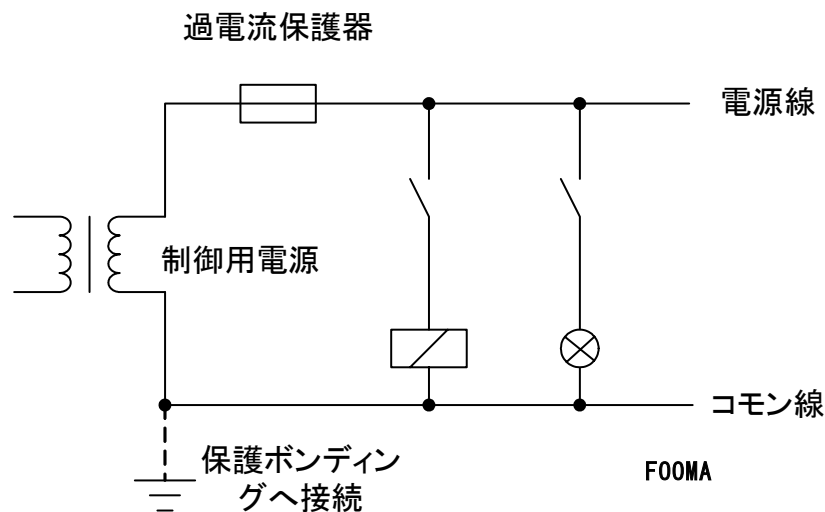 過電流保護器
電源線
制御用電源
コモン線
保護ボンディン
グへ接続
FOOMA